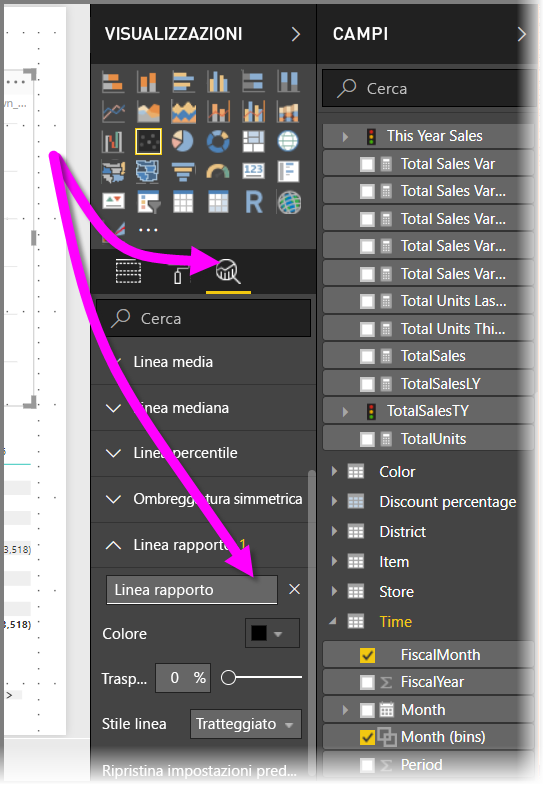 VISUALIZZAZIONI
Cerca
Linea media
Linea mediana
Linea percentile
Ombreggiatura simmetrica
Linea rapporto 1
Linea rapporto
Colore
Trasp... 0 %
Stile linea Tratteggiato
Ripristina impostazioni pred...
CAMPI
Cerca
This Year Sales
Total Sales Var
Total Sales Var...
Total Sales Var...
Total Sales Var...
Total Sales Var...
Total Units Las...
Total Units Thi...
TotalSales
TotalSalesLY
TotalSalesTY
TotalUnits
Color
Discount percentage
District
Item
Store
Time
FiscalMonth
FiscalYear
Month
Month (bins)
Period
3,518)
3,518)
123
R